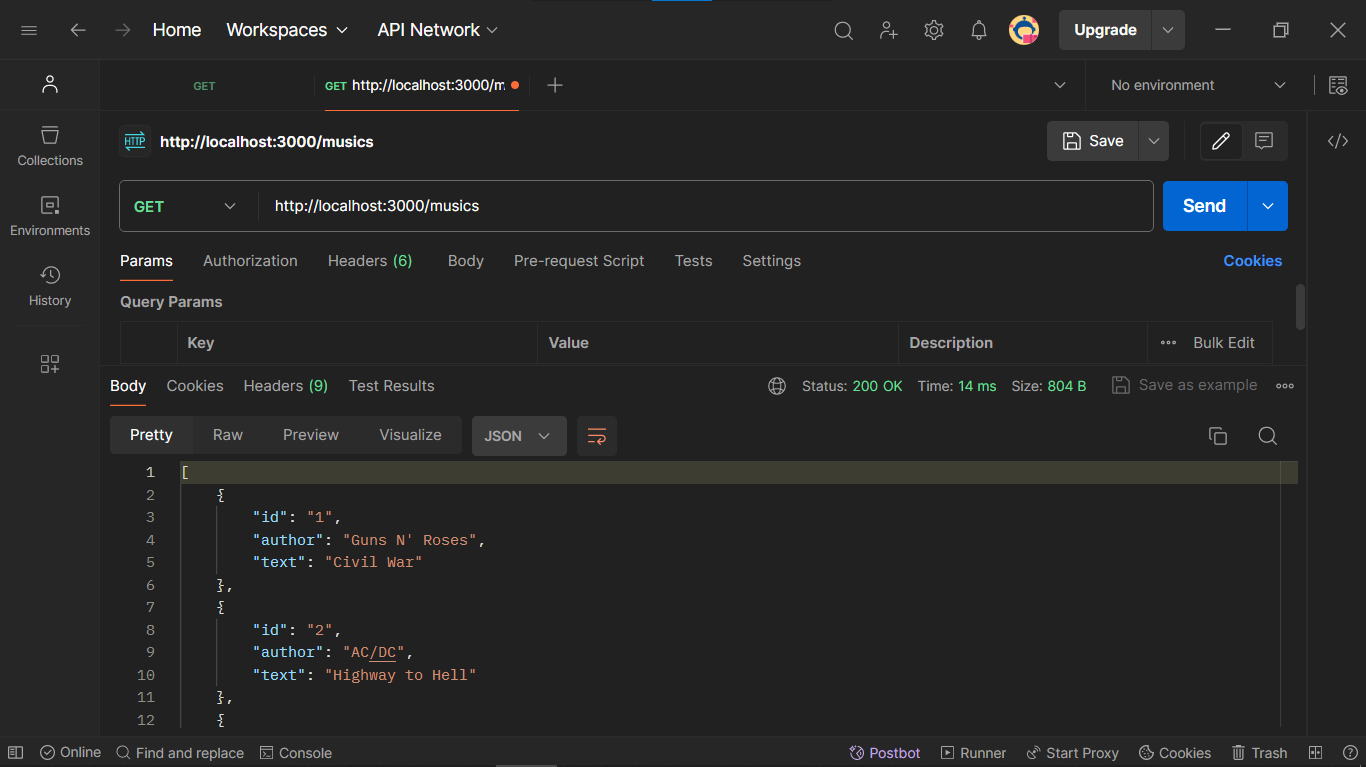 Home Workspaces API Network Upgrade
GET GET http://localhost:3000/m. No environment
HTTP http://localhost:3000/musics Save
Collections
GET http://localhost:3000/musics Send
Environments
Params Authorization Headers (6) Body Pre-request Script Tests Settings Cookies
History
Query Params
Key Value Description Bulk Edit
Body Cookies Headers (9) Test Results Status: 200 OK Time: 14 ms Size: 804 B Save as example
Pretty Raw Preview Visualize JSON
1 [
2 {
3 "id": "1",
4 "author": "Guns N' Roses",
5 "text": "Civil War"
6 },
7 {
8 "id": "2",
9 "author": "AC/DC",
10 "text": "Highway to Hell"
11 },
12 {
Online Find and replace Console Postbot Runner Start Proxy Cookies Trash